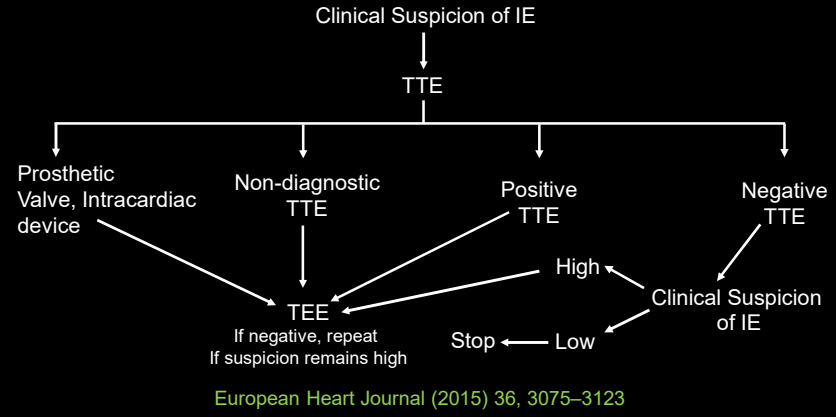 Clinical Suspicion of IE
TTE
Prosthetic
Valve, Intracardiac
device
Non-diagnostic
TTE
Positive
TTE
Negative
TTE
High
Clinical Suspicion
of IE
TEE
If negative, repeat
If suspicion remains high
Stop
Low
European Heart Journal (2015) 36, 3075–3123